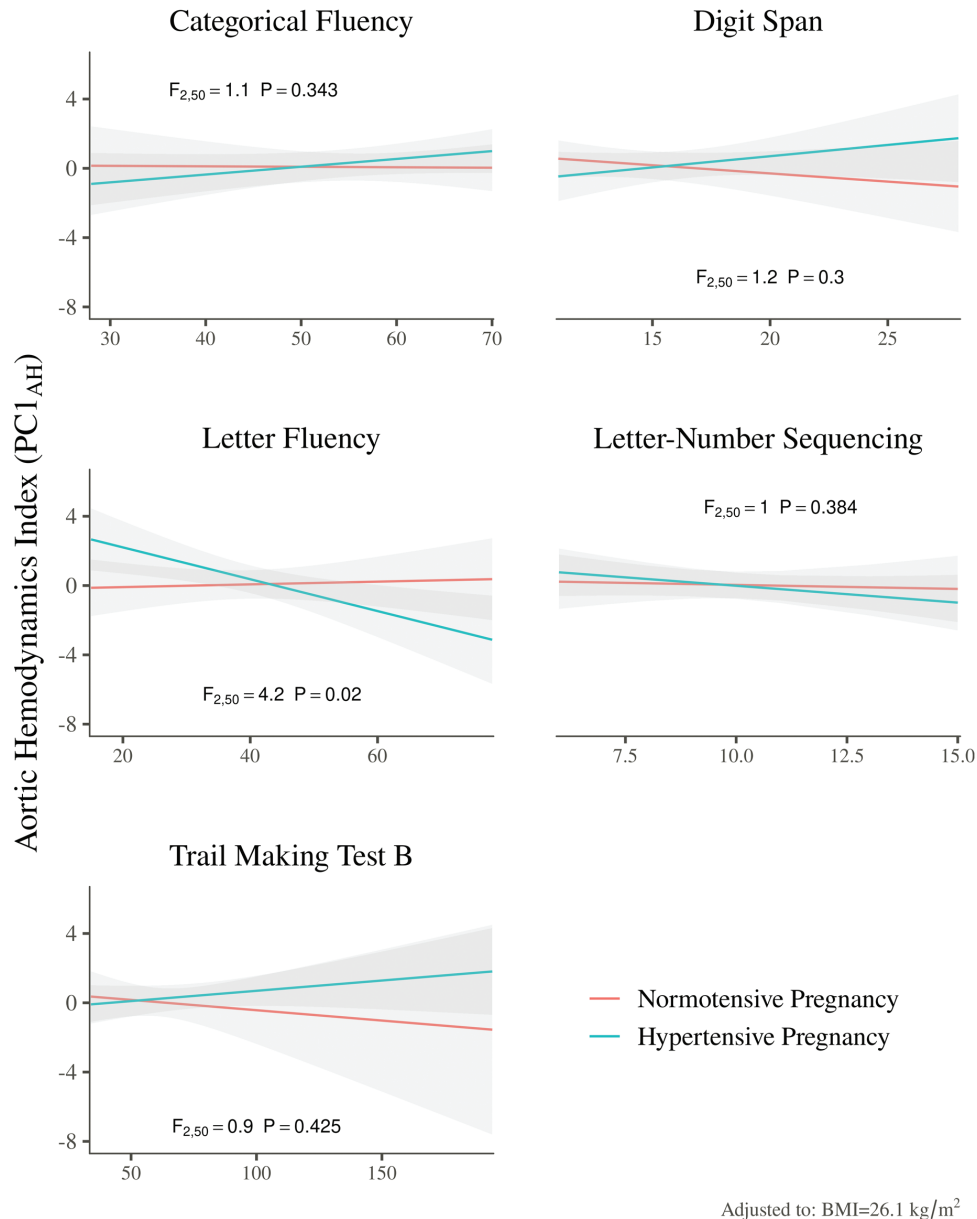 Categorical Fluency
Digit Span
F2,50 = 1.1 P = 0.343
4
0
-4
-8
30 40 50 60 70
F2,50 = 1.2 P = 0.3
15 20 25
Aortic Hemodynamics Index (PC1AH)
Letter Fluency
Letter-Number Sequencing
4
0
-4
-8
F2,50 = 4.2 P = 0.02
20 40 60
F2,50 = 1 P = 0.384
7.5 10.0 12.5 15.0
Trail Making Test B
4
0
-4
-8
F2,50 = 0.9 P = 0.425
50 100 150
Normotensive Pregnancy
Hypertensive Pregnancy
Adjusted to: BMI=26.1 kg/m²